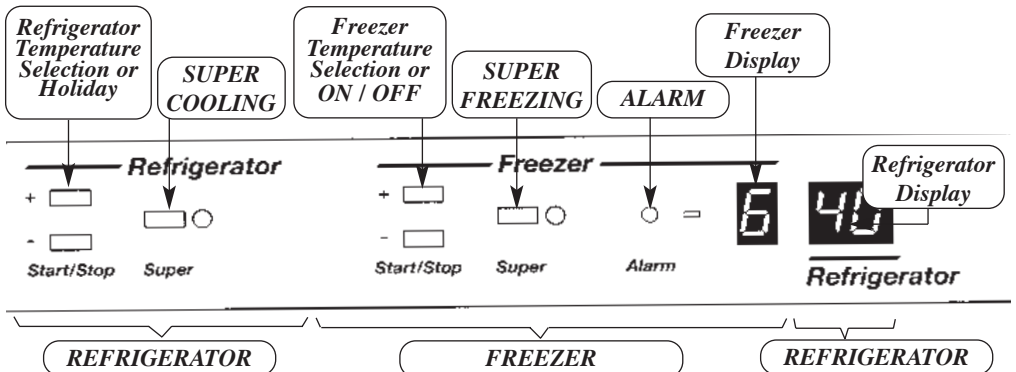 Refrigerator
Temperature
Selection or
Holiday
SUPER
COOLING
Freezer
Temperature
Selection or
ON / OFF
SUPER
FREEZING
ALARM
Freezer
Display
Refrigerator
Display
Refrigerator
Freezer
+
+
6
40
-
-
Start/Stop
Super
Start/Stop
Super
Alarm
Refrigerator
REFRIGERATOR
FREEZER
REFRIGERATOR